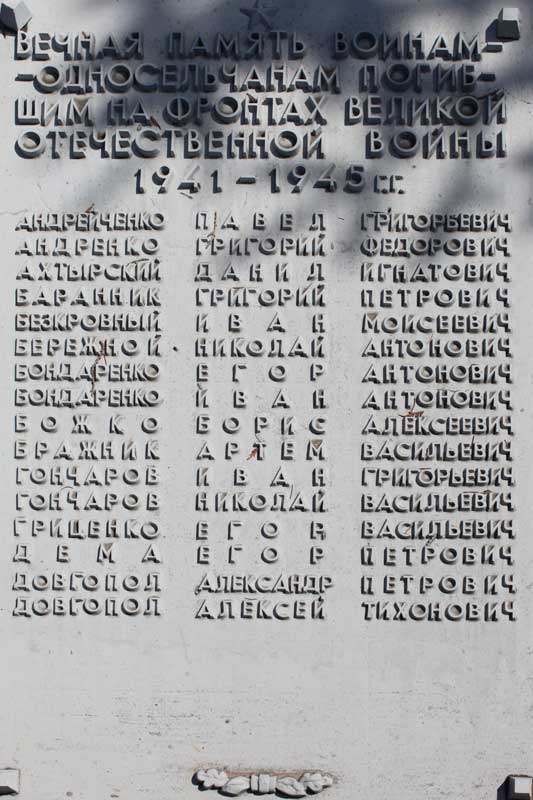 ВЕЧНАЯ ПАМЯТЬ ВОИНАМ-
-ОДНОСЕЛЬЧАНАМ ПОГИБ-
ШИМ НА ФРОНТАХ ВЕЛИКОЙ
ОТЕЧЕСТВЕННОЙ ВОЙНЫ
1941-1945 г.г.
АНДРЕЙЧЕНКО ПАВЕЛ ГРИГОРЬЕВИЧ
АНДРЕНКО ГРИГОРИЙ ФЕДОРОВИЧ
АХТЫРСКИЙ ДАНИЛ ИГНАТОВИЧ
БАРАННИК ГРИГОРИЙ ПЕТРОВИЧ
БЕЗКРОВНЫЙ ИВАН МОИСЕЕВИЧ
БЕРЕЖНОЙ НИКОЛАЙ АНТОНОВИЧ
БОНДАРЕНКО ЕГОР АНТОНОВИЧ
БОНДАРЕНКО ИВАН АНТОНОВИЧ
БОЖКО БОРИС АЛЕКСЕЕВИЧ
БРАЖНИК АРТЕМ ВАСИЛЬЕВИЧ
ГОНЧАРОВ ИВАН ГРИГОРЬЕВИЧ
ГОНЧАРОВ НИКОЛАЙ ВАСИЛЬЕВИЧ
ГРИЦЕНКО ЕГОР ВАСИЛЬЕВИЧ
ДЕМА ЕГОР ПЕТРОВИЧ
ДОВГОПОЛ АЛЕКСАНДР ПЕТРОВИЧ
ДОВГОПОЛ АЛЕКСЕЙ ТИХОНОВИЧ